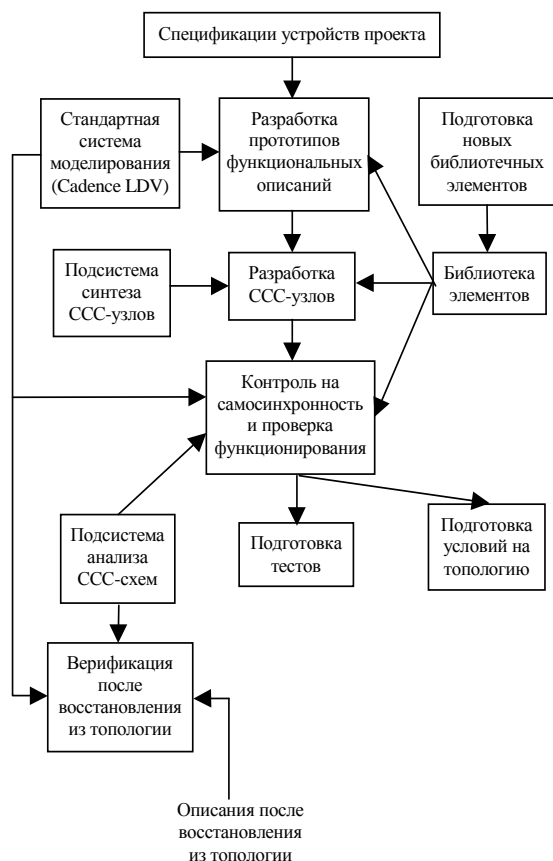 Спецификации устройств проекта
Стандартная
система
моделирования
(Cadence LDV)
Разработка
прототипов
функциональных
описаний
Подготовка
новых
библиотечных
элементов
Подсистема
синтеза
ССС-узлов
Разработка
ССС-узлов
Библиотека
элементов
Контроль на
самосинхронность
и проверка
функционирования
Подсистема
анализа
ССС-схем
Подготовка
тестов
Подготовка
условий на
топологию
Верификация
после
восстановления
из топологии
Описания после
восстановления
из топологии